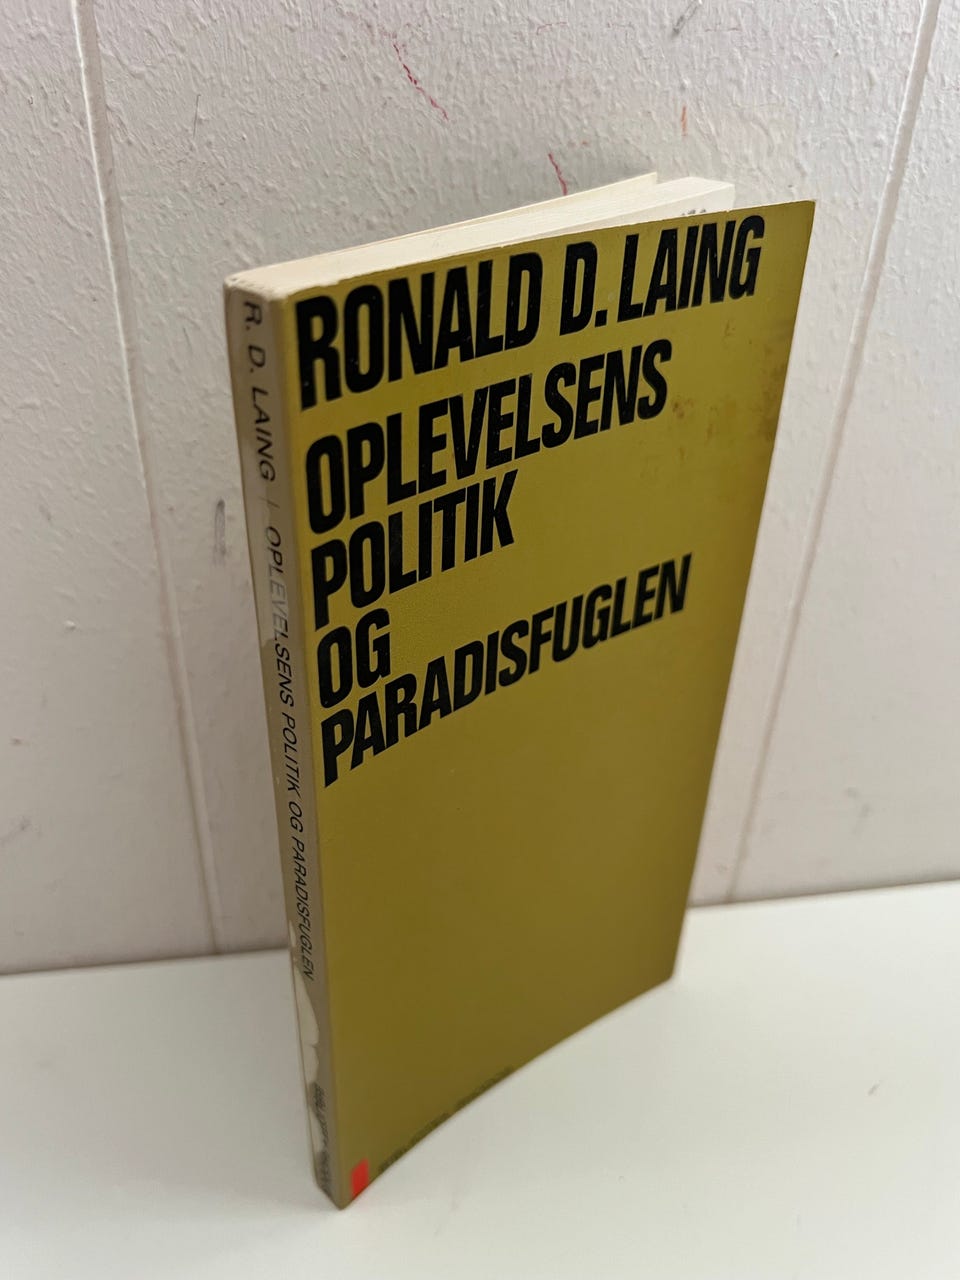 RONALD D. LAING
OPLEVELSENS
POLITIK
OG
PARADISFUGLEN
R. D. LAING | OPLEVELSENS POLITIK OG PARADISFUGLEN